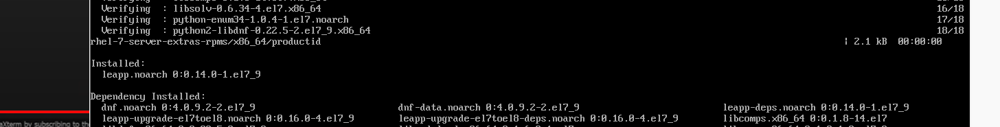 Verifying : libsolv-0.6.34-4.el7.x86_64 16/18
Verifying : python-enum34-1.0.4-1.el7.noarch 17/18
Verifying : python2-libdnf-0.22.5-2.el7_9.x86_64 18/18
rhel-7-server-extras-rpms/x86_64/productid | 2.1 kB 00:00:00
Installed:
leapp.noarch 0:0.14.0-1.el7_9
Dependency Installed:
dnf.noarch 0:4.0.9.2-2.el7_9 dnf-data.noarch 0:4.0.9.2-2.el7_9 leapp-deps.noarch 0:0.14.0-1.el7_9
leapp-upgrade-el7toel8.noarch 0:0.16.0-4.el7_9 leapp-upgrade-el7toel8-deps.noarch 0:0.16.0-4.el7_9 libcomps.x86_64 0:0.1.8-14.el7
eXterm by subscribing to th